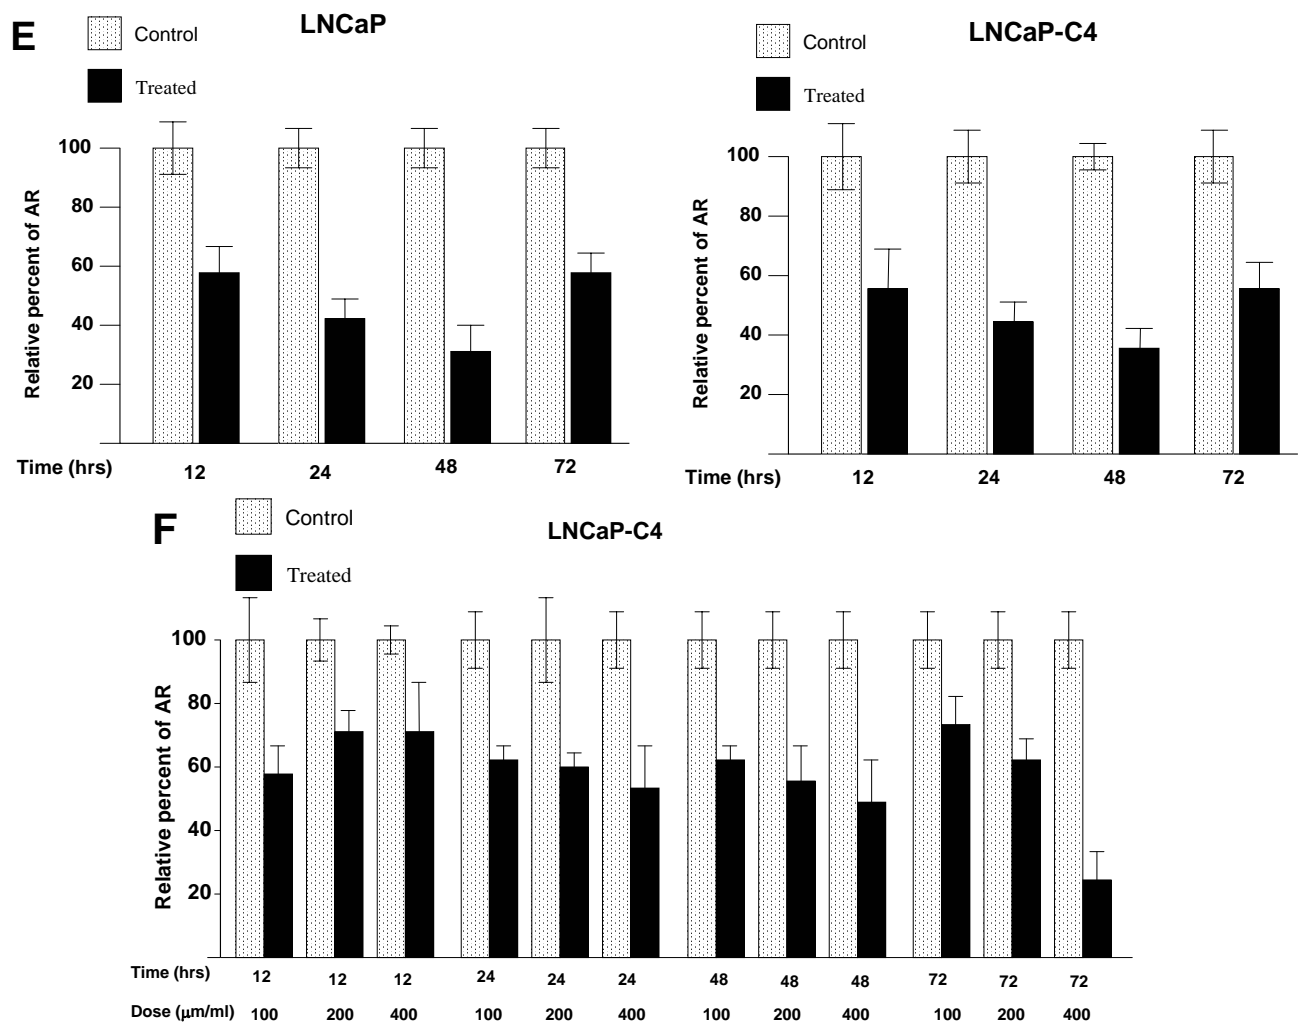 E
LNCaP
Control
Treated
Relative percent of AR
100
80
60
40
20
Time (hrs) 12 24 48 72
LNCaP-C4
Control
Treated
Relative percent of AR
100
80
60
40
20
Time (hrs) 12 24 48 72
F
LNCaP-C4
Control
Treated
Relative percent of AR
100
80
60
40
20
Time (hrs) 12 12 12 24 24 24 48 48 48 72 72 72
Dose (μm/ml) 100 200 400 100 200 400 100 200 400 100 200 400